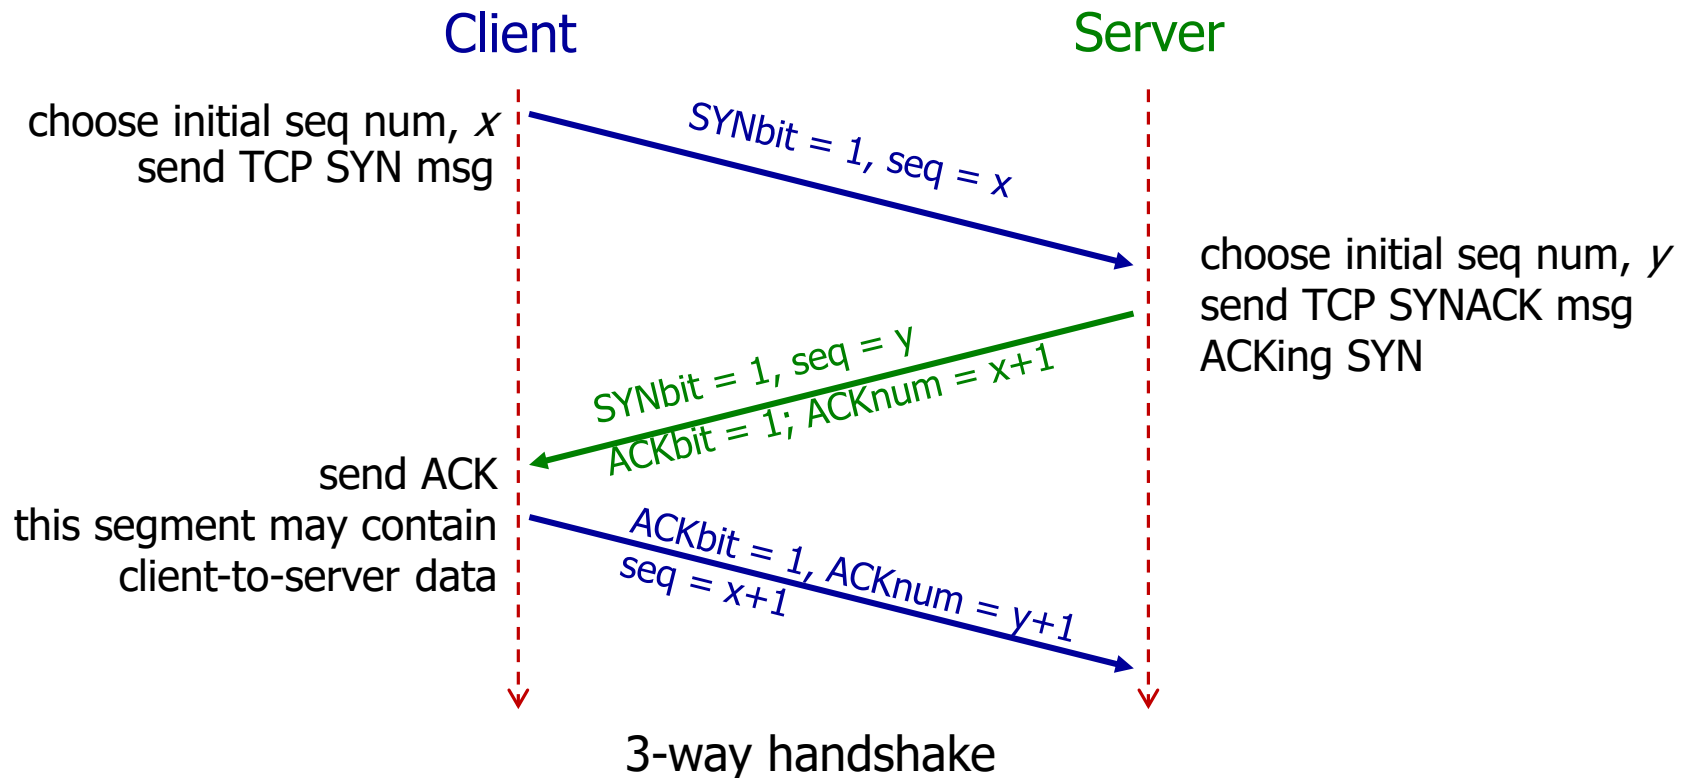 Client
Server
choose initial seq num, x
send TCP SYN msg
SYNbit = 1, seq = x
choose initial seq num, y
send TCP SYNACK msg
ACKing SYN
SYNbit = 1, seq = y
ACKbit = 1; ACKnum = x+1
send ACK
this segment may contain
client-to-server data
ACKbit = 1, ACKnum = y+1
seq = x+1
3-way handshake